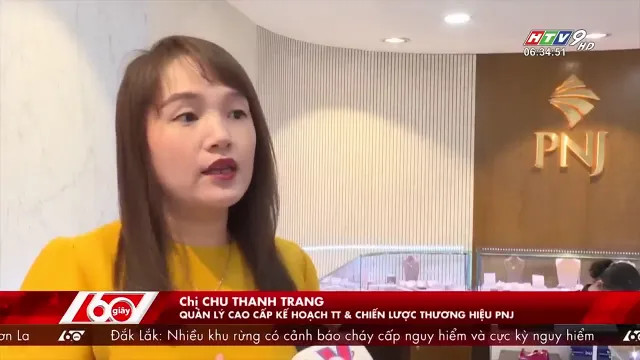 HTV9 HD
06:34:51
PNJ
60 giây
Chị CHU THANH TRANG
QUẢN LÝ CAO CẤP KẾ HOẠCH TT & CHIẾN LƯỢC THƯƠNG HIỆU PNJ
ơn La
60
Đắk Lắk: Nhiều khu rừng có cảnh báo cháy cấp nguy hiểm và cực kỳ nguy hiểm